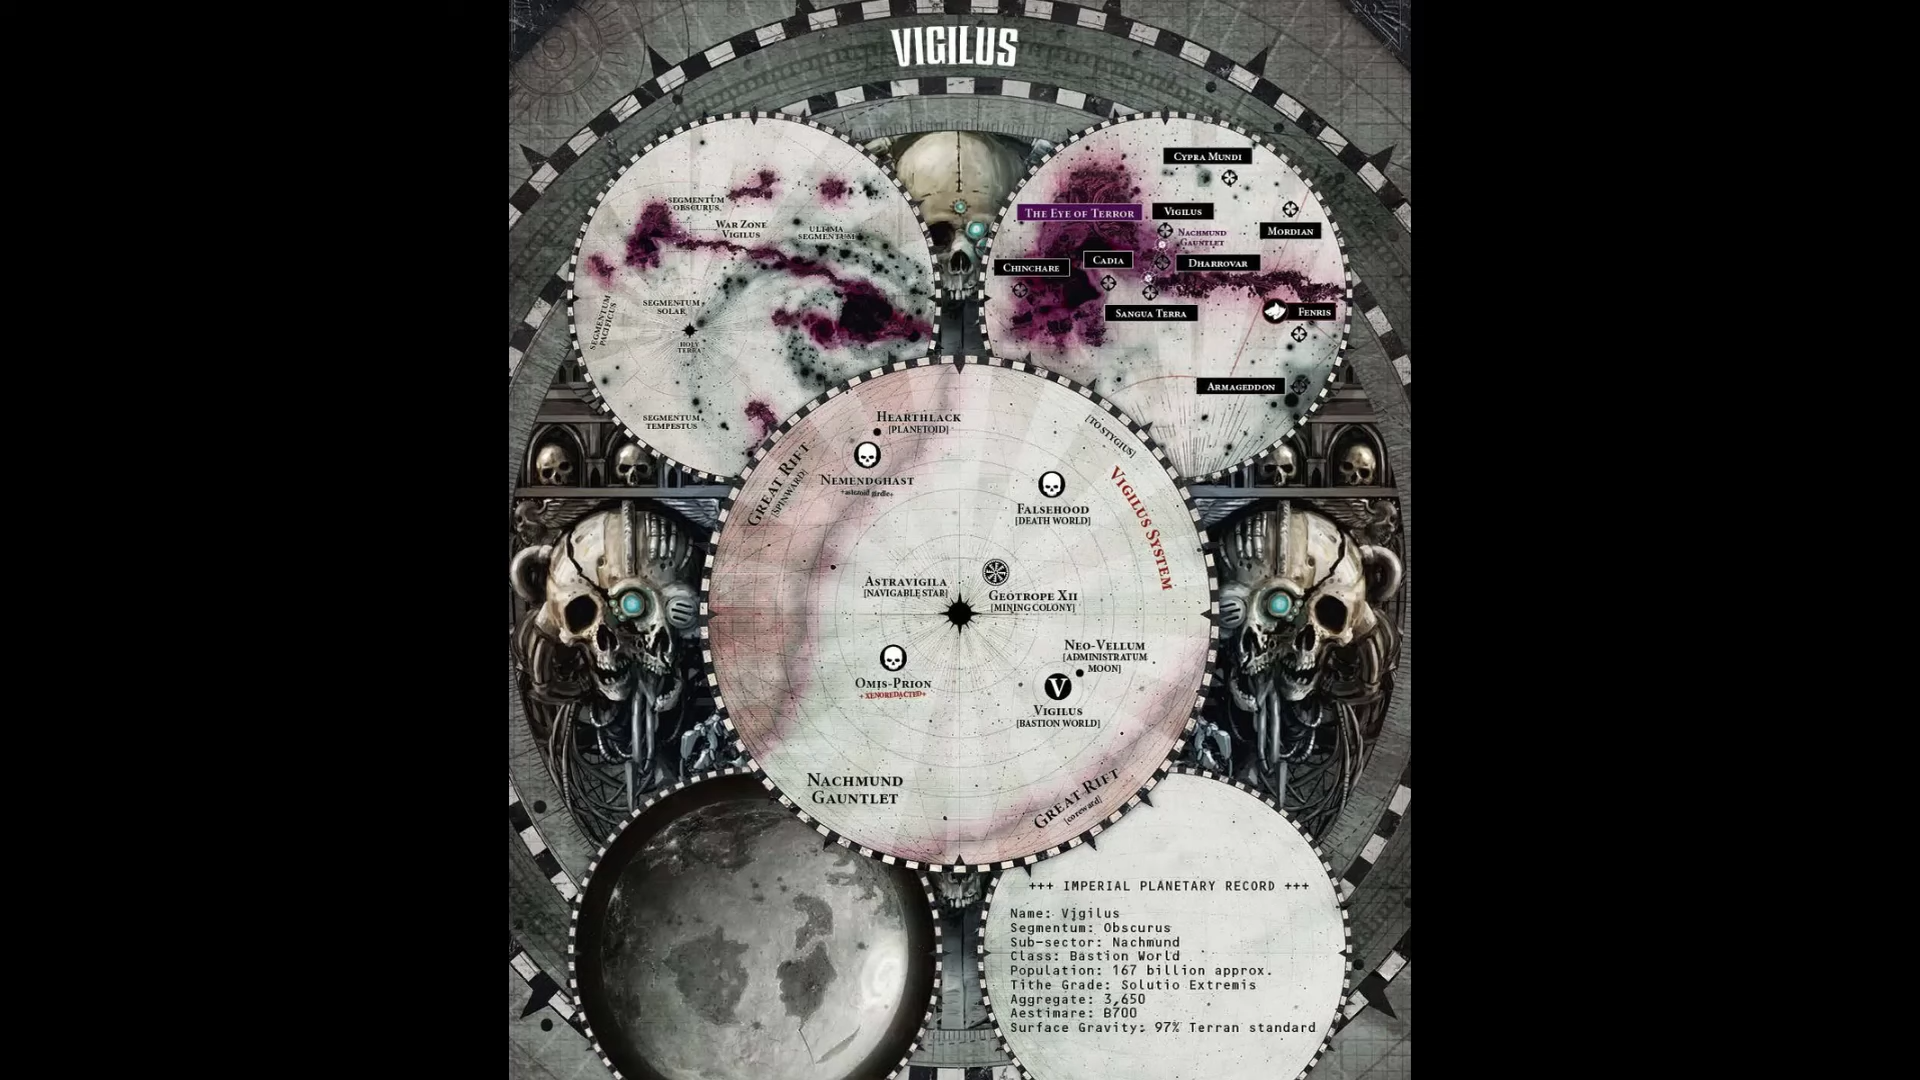 VIGILUS
SEGMENTUM
OBSCURUS
WAR ZONE
VIGILUS
ULTIMA
SEGMENTUM
SEGMENTUM
PACIFICUS
SEGMENTUM
SOLAR
HOLY
TERRA
SEGMENTUM
TEMPESTUS
CYPRA MUNDI
THE EYE OF TERROR
VIGILUS
NACHMUND
GAUNTLET
MORDIAN
CHINCHARE
CADIA
DHARROVAR
SANGUA TERRA
FENRIS
ARMAGEDDON
HEARTHLACK
[PLANETOID]
GREAT RIFT
[SPINWARD]
NEMENDGHAST
+asteroid girdle+
[TO STYGIUS]
VIGILUS SYSTEM
FALSEHOOD
[DEATH WORLD]
ASTRAVIGILA
[NAVIGABLE STAR]
GEOTROPE XII
[MINING COLONY]
NEO-VELLUM
[ADMINISTRATUM
MOON]
OMIS-PRION
+XENOREDACTED+
V
VIGILUS
[BASTION WORLD]
NACHMUND
GAUNTLET
GREAT RIFT
[coreward]
+++ IMPERIAL PLANETARY RECORD +++
Name: Vigilus
Segmentum: Obscurus
Sub-sector: Nachmund
Class: Bastion World
Population: 167 billion approx.
Tithe Grade: Solutio Extremis
Aggregate: 3,650
Aestimare: B700
Surface Gravity: 97% Terran standard